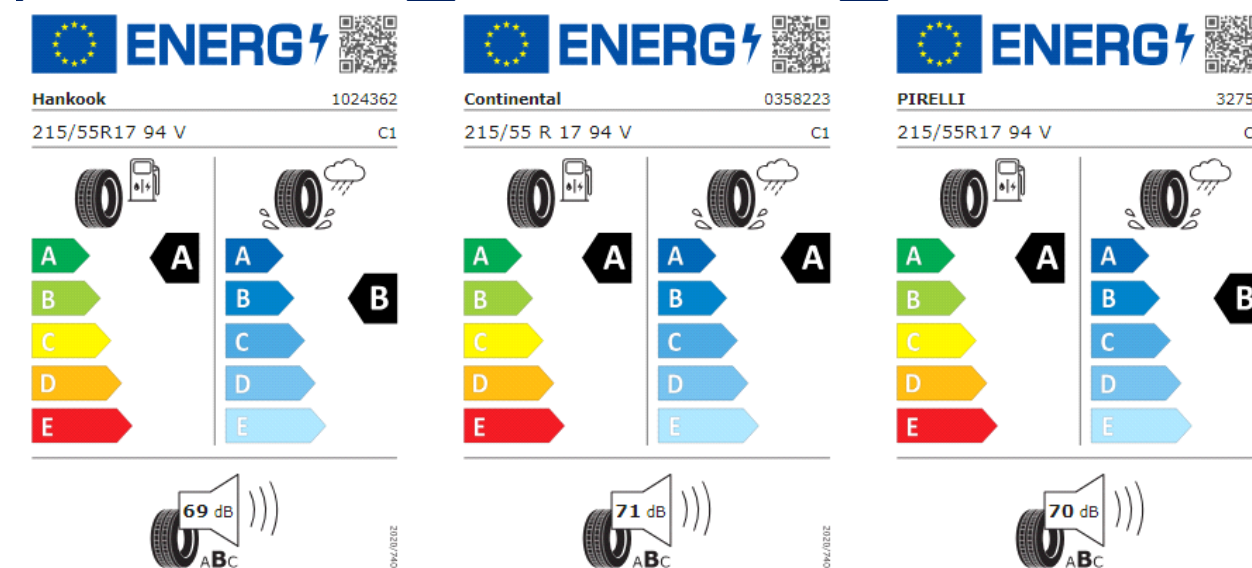 ENERG
Hankook 1024362
215/55R17 94 V C1
A A A
B B B
C C
D D
E E
69 dB
ABC
2020/740
ENERG
Continental 0358223
215/55 R 17 94 V C1
A A A A
B B
C C
D D
E E
71 dB
ABC
2020/740
ENERG
PIRELLI 3275
215/55R17 94 V
A A A
B B B
C C
D D
E E
70 dB
ABC